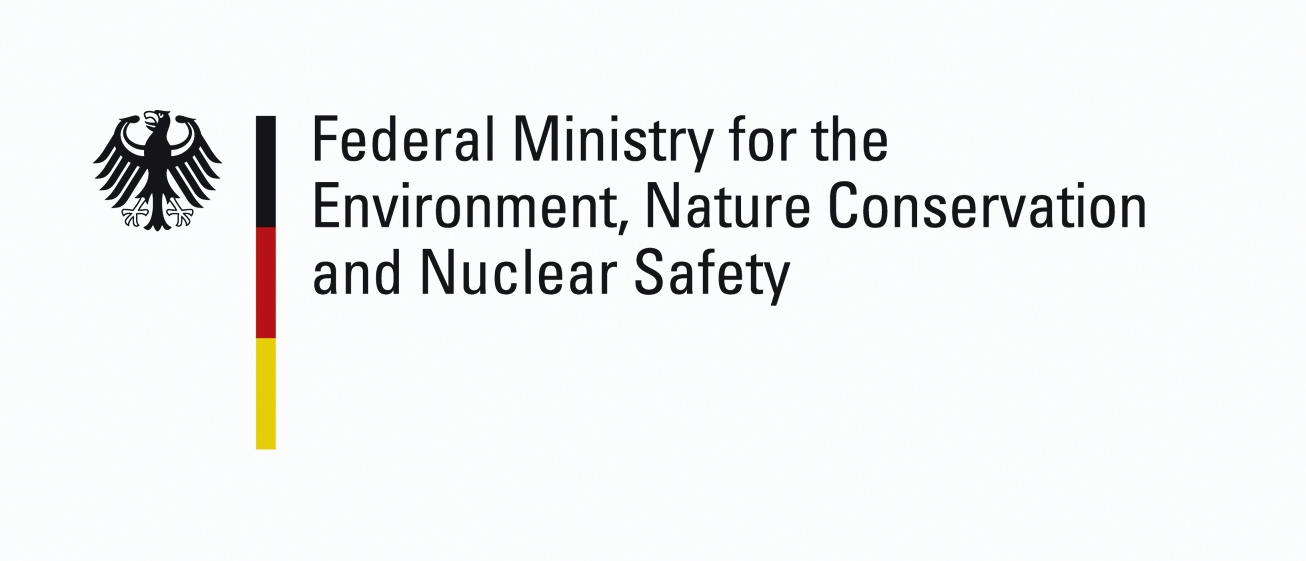 Federal Ministry for the
Environment, Nature Conservation
and Nuclear Safety